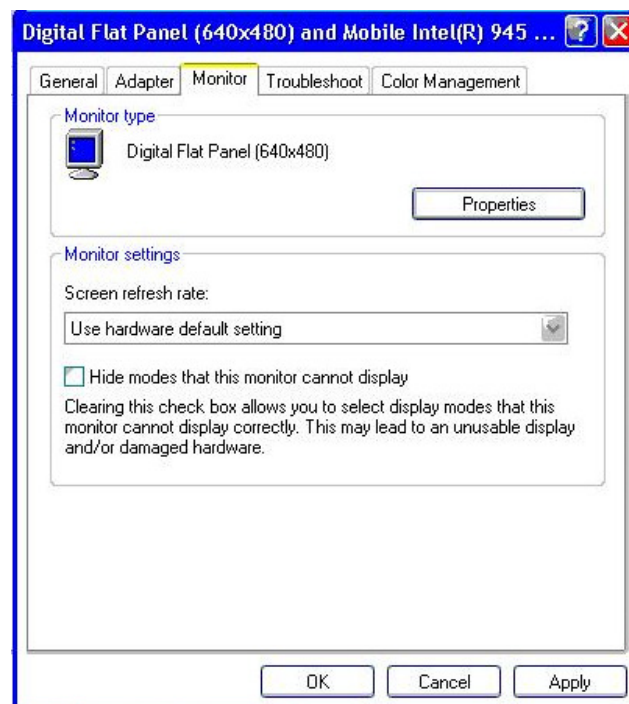 Digital Flat Panel (640x480) and Mobile Intel(R) 945 ...
General Adapter Monitor Troubleshoot Color Management
Monitor type
Digital Flat Panel (640x480)
Properties
Monitor settings
Screen refresh rate:
Use hardware default setting
Hide modes that this monitor cannot display
Clearing this check box allows you to select display modes that this
monitor cannot display correctly. This may lead to an unusable display
and/or damaged hardware.
OK Cancel Apply